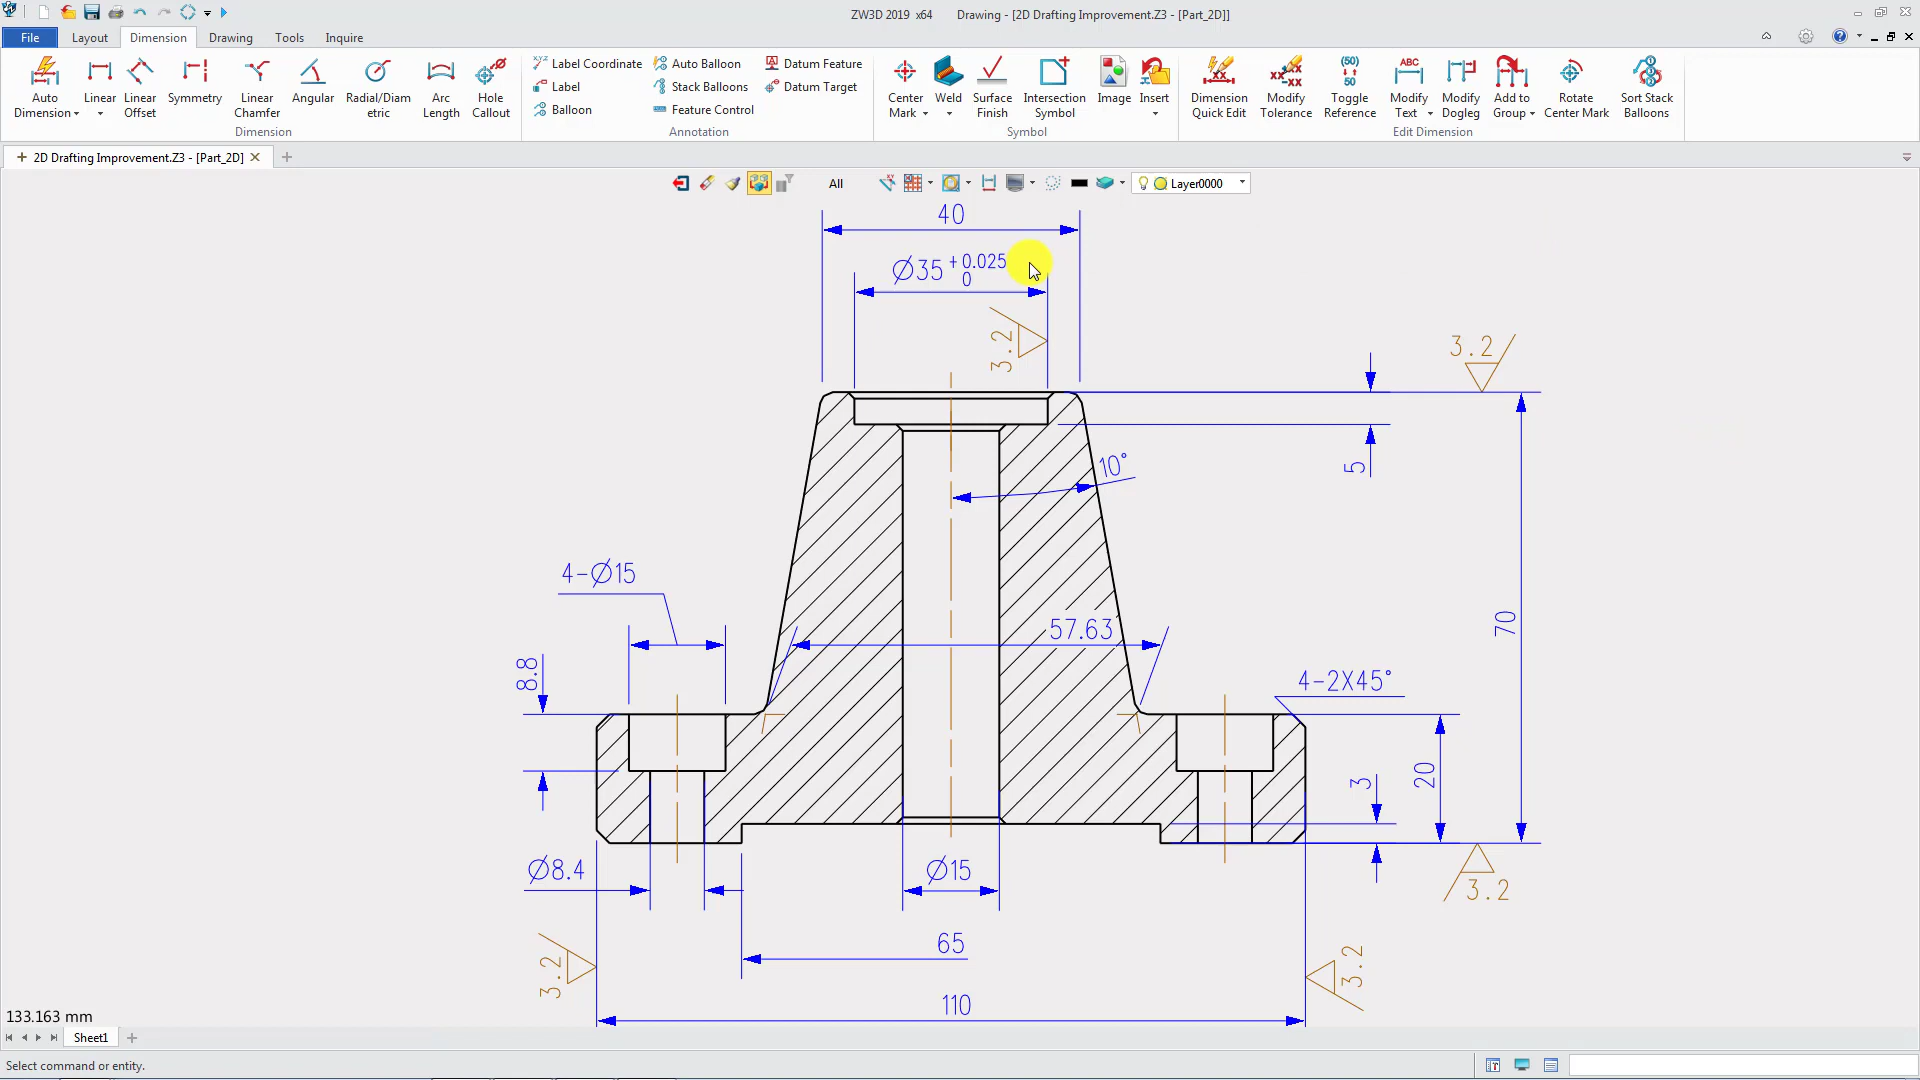 ZW3D 2019 x64 Drawing - [2D Drafting Improvement.Z3 - [Part_2D]]
File Layout Dimension Drawing Tools Inquire
Auto Dimension
Linear
Linear Offset
Symmetry
Linear Chamfer
Angular
Radial/Diam etric
Arc Length
Hole Callout
Dimension
Label Coordinate
Label
Balloon
Auto Balloon
Stack Balloons
Feature Control
Datum Feature
Datum Target
Annotation
Center Mark
Weld
Surface Finish
Intersection Symbol
Image
Insert
Symbol
Dimension Quick Edit
Modify Tolerance
Toggle Reference
Modify Text
Modify Dogleg
Add to Group
Rotate Center Mark
Sort Stack Balloons
Edit Dimension
2D Drafting Improvement.Z3 - [Part_2D]
All
Layer0000
40
Ø35 +0.025
0
3.2
3.2
10°
5
4-Ø15
57.63
70
8.8
4-2X45°
3
20
Ø8.4
Ø15
3.2
65
3.2
3.2
110
133.163 mm
Sheet1
Select command or entity.